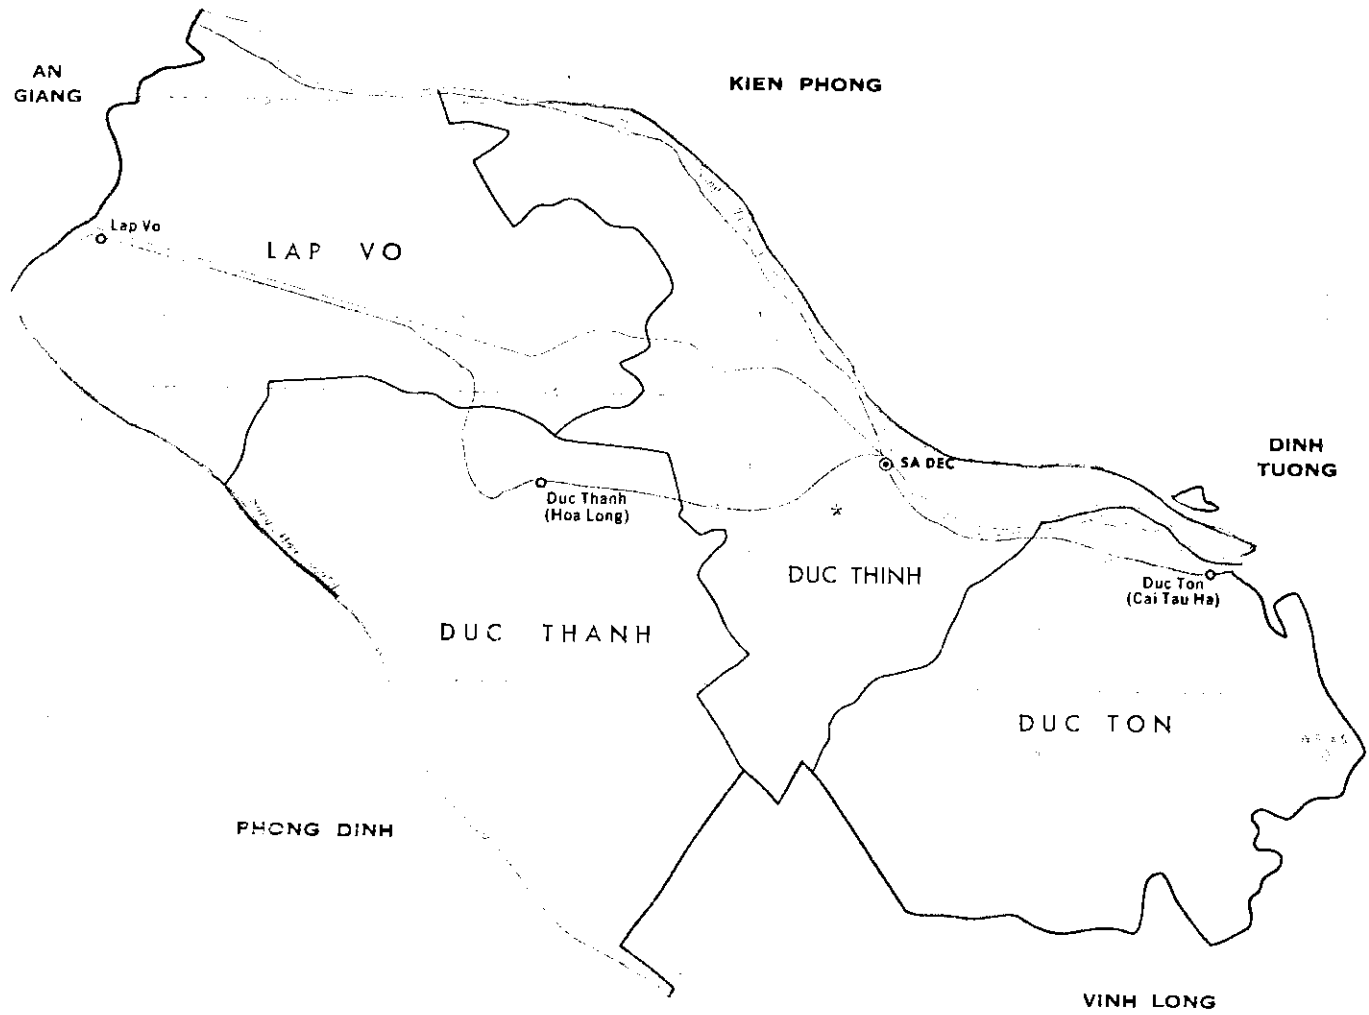 AN
GIANG
KIEN PHONG
Lap Vo
LAP VO
DINH
TUONG
SA DEC
Duc Thanh
(Hoa Long)
DUC THINH
Duc Ton
(Cai Tau Ha)
DUC THANH
DUC TON
PHONG DINH
VINH LONG